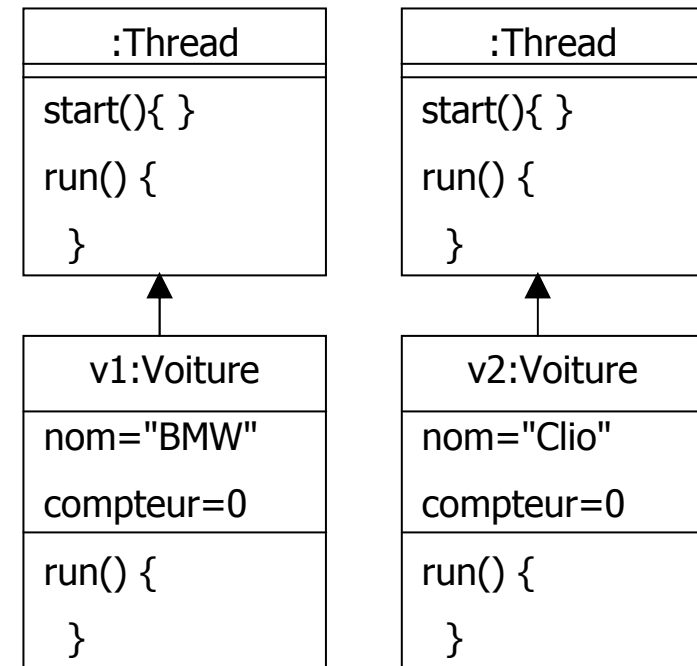 :Thread
start(){ }
run() {
}
v1:Voiture
nom="BMW"
compteur=0
run() {
}
:Thread
start(){ }
run() {
}
v2:Voiture
nom="Clio"
compteur=0
run() {
}